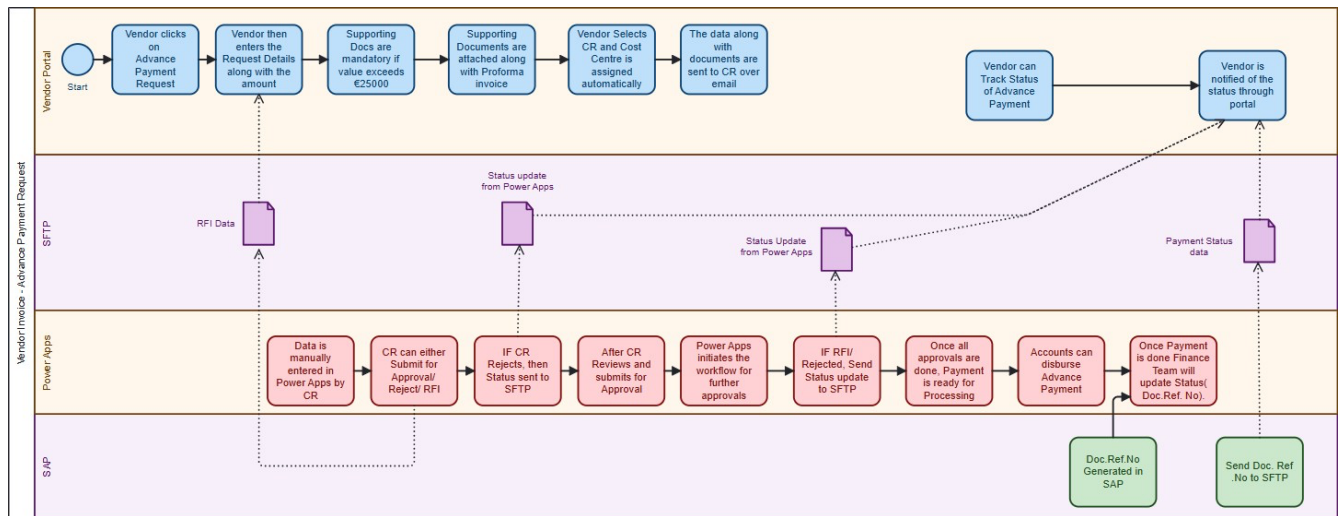 Vendor Invoice - Advance Payment Request
Vendor Portal
Start
Vendor clicks
on
Advance
Payment
Request
Vendor then
enters the
Request Details
along with the
amount
Supporting
Docs are
mandatory if
value exceeds
€25000
Supporting
Documents are
attached along
with Proforma
invoice
Vendor Selects
CR and Cost
Centre is
assigned
automatically
The data along
with
documents are
sent to CR over
email
Vendor can
Track Status
of Advance
Payment
Vendor is
notified of the
status through
portal
SFTP
RFI Data
Status update
from Power Apps
Status Update
from Power Apps
Payment Status
data
Power Apps
Data is
manually
entered in
Power Apps by
CR
CR can either
Submit for
Approval/
Reject/ RFI
IF CR
Rejects, then
Status sent to
SFTP
After CR
Reviews and
submits for
Approval
Power Apps
initiates the
workflow for
further
approvals
IF RFI/
Rejected, Send
Status update
to SFTP
Once all
approvals are
done, Payment
is ready for
Processing
Accounts can
disburse
Advance
Payment
Once Payment
is done Finance
Team will
update Status(
Doc.Ref. No).
SAP
Doc.Ref.No
Generated in
SAP
Send Doc. Ref
.No to SFTP